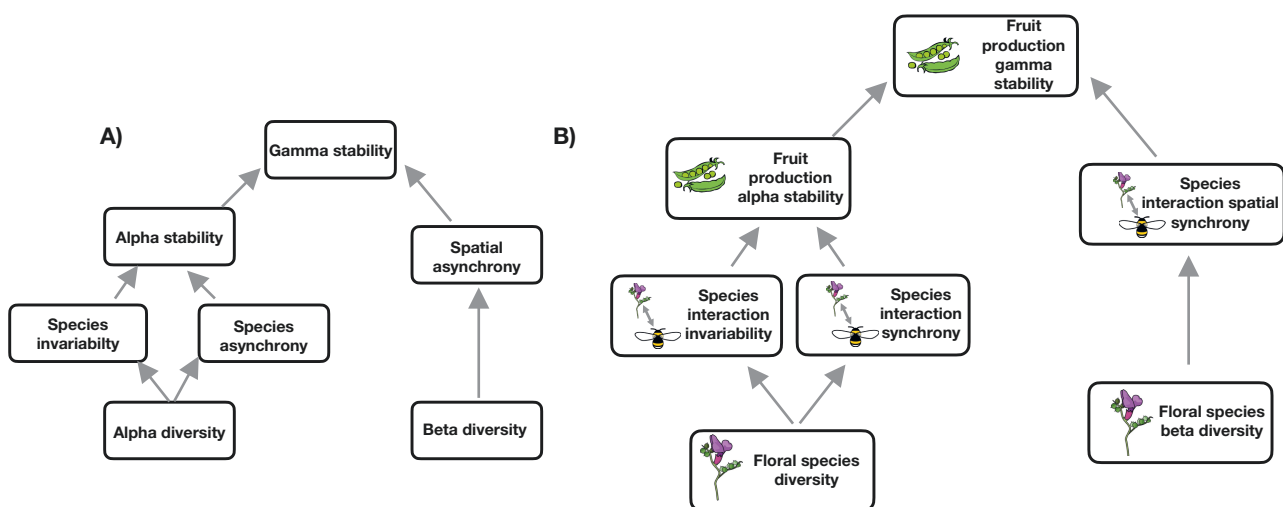 A)
Gamma stability
Alpha stability
Spatial
asynchrony
Species
invariabilty
Species
asynchrony
Alpha diversity
Beta diversity
B)
Fruit
production
gamma
stability
Fruit
production
alpha stability
Species
interaction spatial
synchrony
Species
interaction
invariability
Species
interaction
synchrony
Floral species
diversity
Floral species
beta diversity